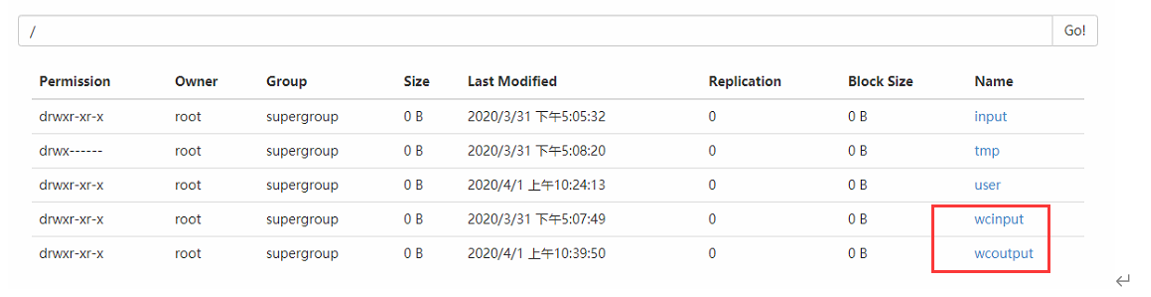 / Go!
Permission Owner Group Size Last Modified Replication Block Size Name
drwxr-xr-x root supergroup 0 B 2020/3/31 下午5:05:32 0 0 B input
drwx------ root supergroup 0 B 2020/3/31 下午5:08:20 0 0 B tmp
drwxr-xr-x root supergroup 0 B 2020/4/1 上午10:24:13 0 0 B user
drwxr-xr-x root supergroup 0 B 2020/3/31 下午5:07:49 0 0 B wcinput
drwxr-xr-x root supergroup 0 B 2020/4/1 上午10:39:50 0 0 B wcoutput